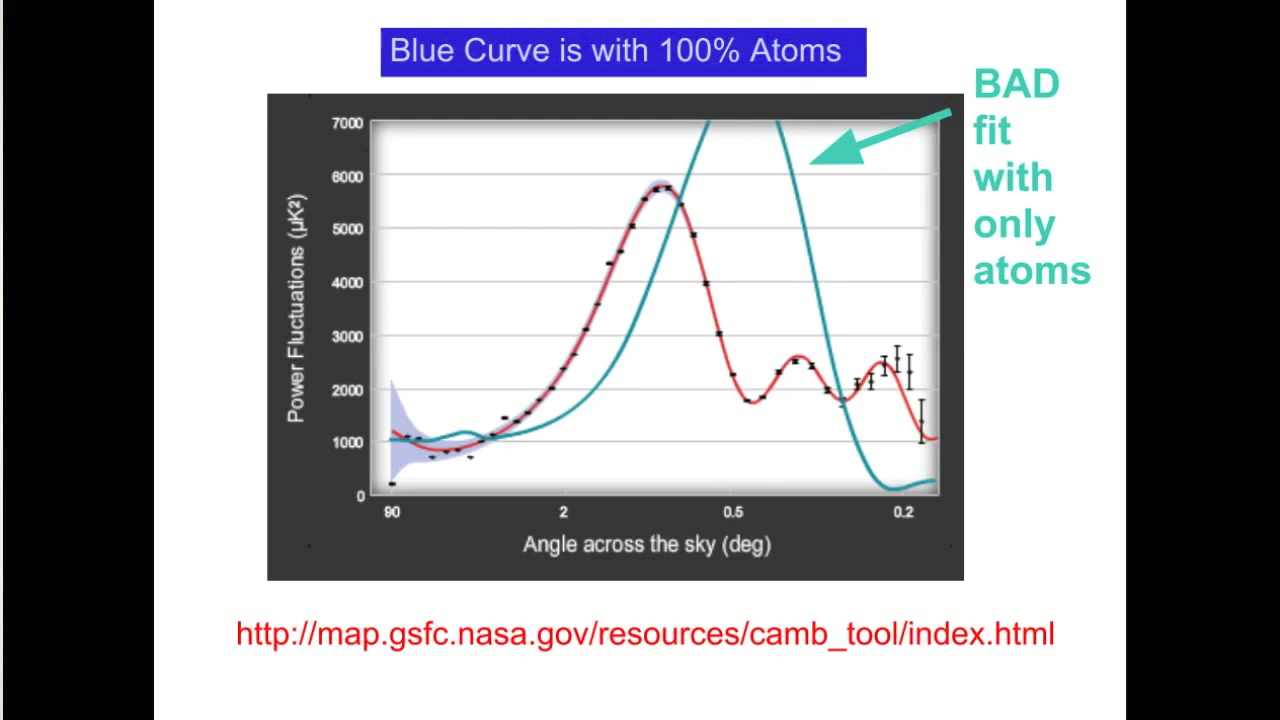 Blue Curve is with 100% Atoms
BAD
fit
with
only
atoms
7000
6000
5000
4000
3000
2000
1000
0
Power Fluctuations (µK²)
90 2 0.5 0.2
Angle across the sky (deg)
http://map.gsfc.nasa.gov/resources/camb_tool/index.html